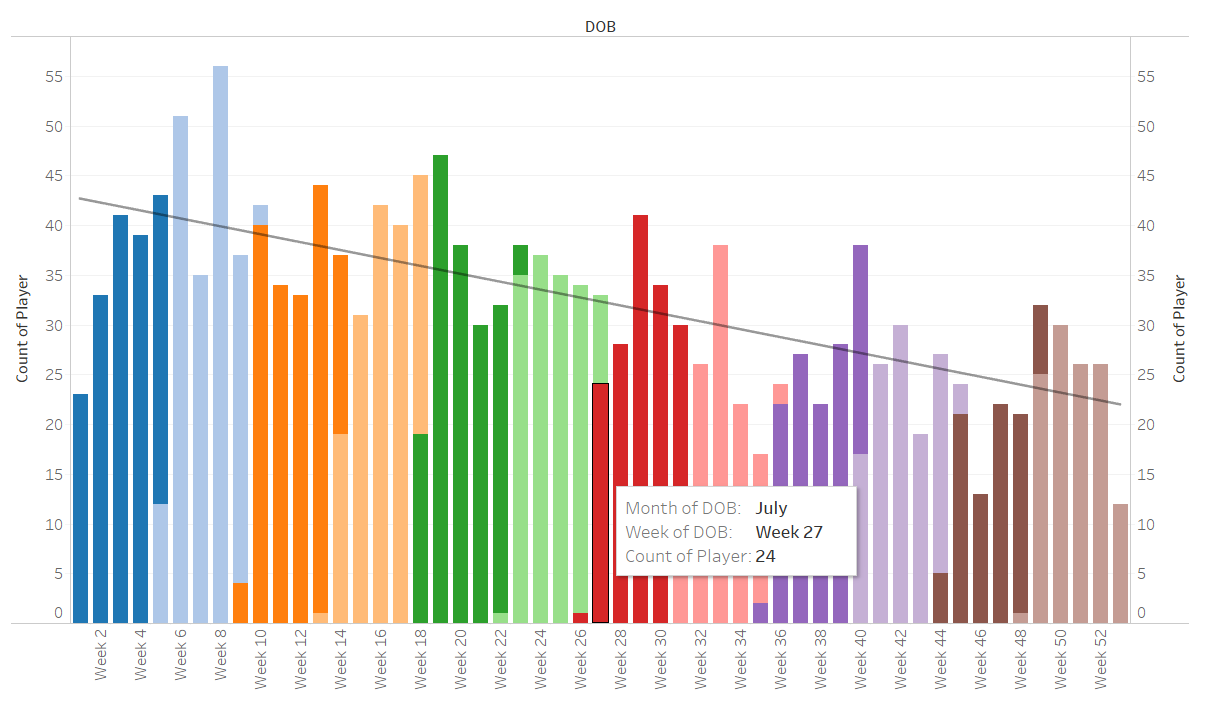 DOB
Count of Player
55
50
45
40
35
30
25
20
15
10
5
0
Month of DOB: July
Week of DOB: Week 27
Count of Player: 24
55
50
45
40
35
30
25
20
15
10
5
0
Count of Player
Week 2
Week 4
Week 6
Week 8
Week 10
Week 12
Week 14
Week 16
Week 18
Week 20
Week 22
Week 24
Week 26
Week 28
Week 30
Week 32
Week 34
Week 36
Week 38
Week 40
Week 42
Week 44
Week 46
Week 48
Week 50
Week 52